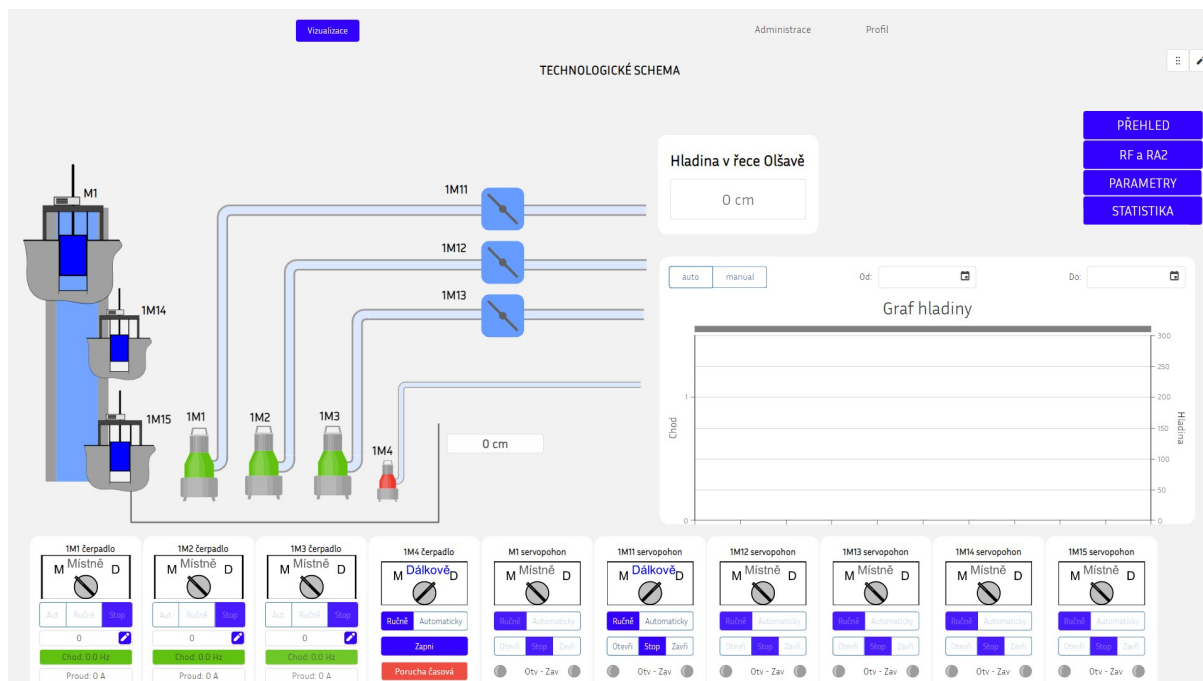 Vizualizace
Administrace
Profil
TECHNOLOGICKÉ SCHEMA
PŘEHLED
RF a RA2
PARAMETRY
STATISTIKA
Hladina v řece Olšavě
0 cm
M1
1M11
1M12
1M13
1M14
1M15
1M1
1M2
1M3
1M4
0 cm
auto
manual
Od:
Do:
Graf hladiny
Chod
1
0
Hladina
300
250
200
150
100
50
0
1M1 čerpadlo
M Místně D
Aut Ručně Stop
0
Chod: 0.0 Hz
Proud: 0 A
1M2 čerpadlo
M Místně D
Aut Ručně Stop
0
Chod: 0.0 Hz
Proud: 0 A
1M3 čerpadlo
M Místně D
Aut Ručně Stop
0
Chod: 0.0 Hz
Proud: 0 A
1M4 čerpadlo
M Dálkově D
Ručně Automaticky
Zapni
Porucha časová
M1 servopohon
M Místně D
Ručně Automaticky
Otevři Stop Zavři
Otv - Zav
1M11 servopohon
M Dálkově D
Ručně Automaticky
Otevři Stop Zavři
Otv - Zav
1M12 servopohon
M Místně D
Ručně Automaticky
Otevři Stop Zavři
Otv - Zav
1M13 servopohon
M Místně D
Ručně Automaticky
Otevři Stop Zavři
Otv - Zav
1M14 servopohon
M Místně D
Ručně Automaticky
Otevři Stop Zavři
Otv - Zav
1M15 servopohon
M Místně D
Ručně Automaticky
Otevři Stop Zavři
Otv - Zav